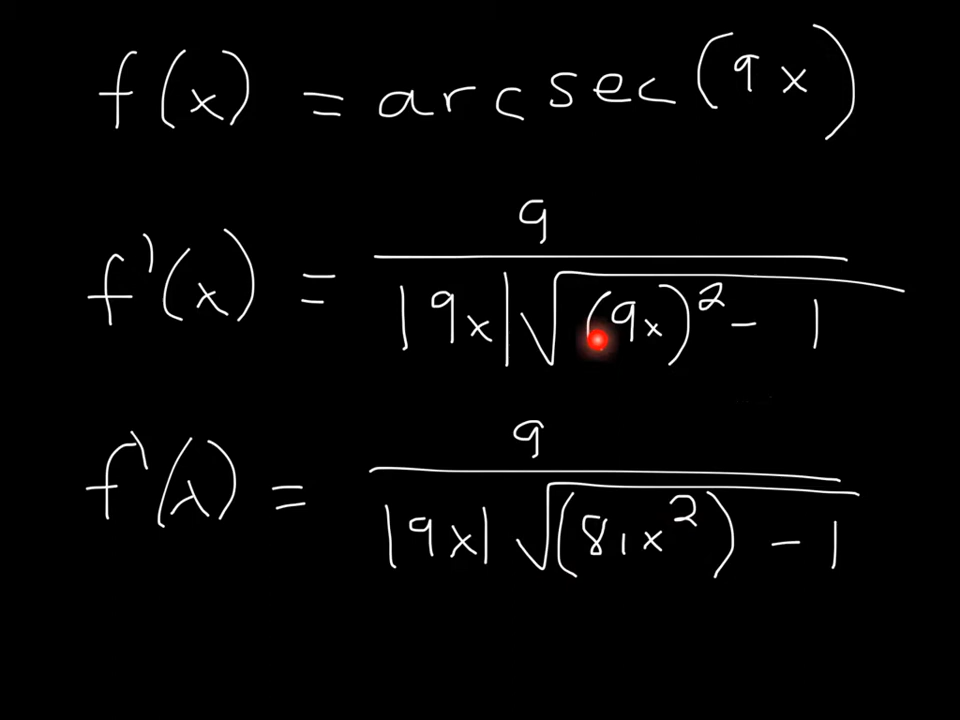 f(x) = arcsec(9x)
f'(x) = 9 / |9x|√(9x)² - 1
f'(x) = 9 / |9x|√(81x²) - 1